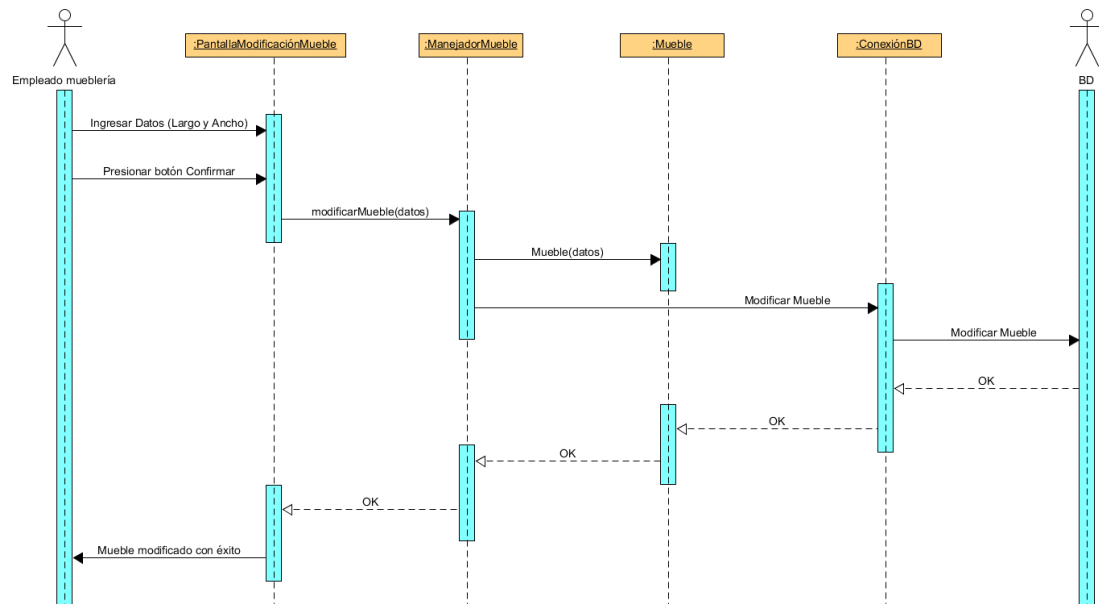 :PantallaModificaciónMueble
:ManejadorMueble
:Mueble
:ConexiónBD
Empleado mueblería
BD
Ingresar Datos (Largo y Ancho)
Presionar botón Confirmar
modificarMueble(datos)
Mueble(datos)
Modificar Mueble
Modificar Mueble
OK
OK
OK
OK
Mueble modificado con éxito